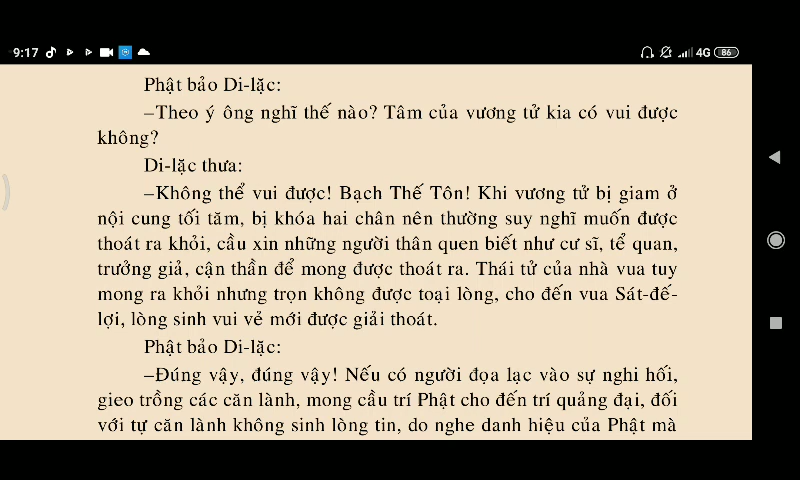 9:17
4G 86
Phật bảo Di-lặc:
–Theo ý ông nghĩ thế nào? Tâm của vương tử kia có vui được
không?
Di-lặc thưa:
–Không thể vui được! Bạch Thế Tôn! Khi vương tử bị giam ở
nội cung tối tăm, bị khóa hai chân nên thường suy nghĩ muốn được
thoát ra khỏi, cầu xin những người thân quen biết như cư sĩ, tể quan,
trưởng giả, cận thần để mong được thoát ra. Thái tử của nhà vua tuy
mong ra khỏi nhưng trọn không được toại lòng, cho đến vua Sát-đế-
lợi, lòng sinh vui vẻ mới được giải thoát.
Phật bảo Di-lặc:
–Đúng vậy, đúng vậy! Nếu có người đọa lạc vào sự nghi hối,
gieo trồng các căn lành, mong cầu trí Phật cho đến trí quảng đại, đối
với tự căn lành không sinh lòng tin, do nghe danh hiệu của Phật mà